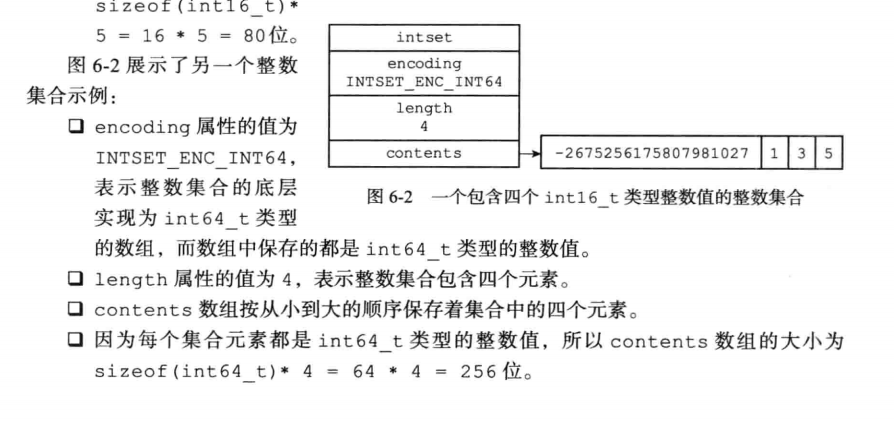 sizeof(int16_t)*
5 = 16 * 5 = 80位。
图 6-2 展示了另一个整数
集合示例：
❏ encoding 属性的值为
INTSET_ENC_INT64，
表示整数集合的底层
实现为 int64_t 类型
intset
encoding
INTSET_ENC_INT64
length
4
contents
-2675256175807981027 1 3 5
图 6-2 一个包含四个 int16_t 类型整数值的整数集合
的数组，而数组中保存的都是 int64_t 类型的整数值。
❏ length 属性的值为 4，表示整数集合包含四个元素。
❏ contents 数组按从小到大的顺序保存着集合中的四个元素。
❏ 因为每个集合元素都是 int64_t 类型的整数值，所以 contents 数组的大小为
sizeof(int64_t)* 4 = 64 * 4 = 256位。